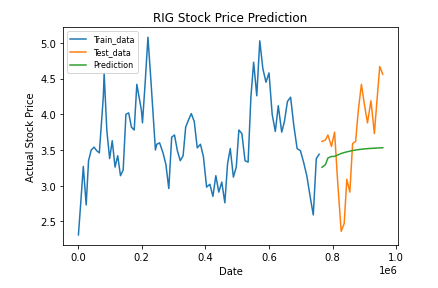 RIG Stock Price Prediction
Train_data
Test_data
Prediction
Actual Stock Price
5.0
4.5
4.0
3.5
3.0
2.5
0.0 0.2 0.4 0.6 0.8 1.0
1e6
Date